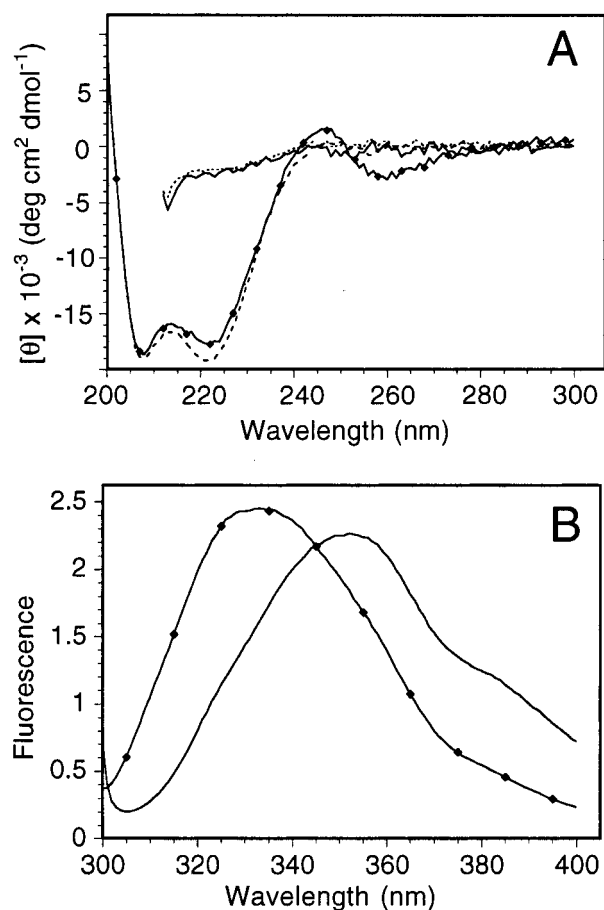 A
[θ] x 10⁻³ (deg cm² dmol⁻¹)
5
0
-5
-10
-15
200 220 240 260 280 300
Wavelength (nm)
B
Fluorescence
2.5
2
1.5
1
0.5
0
300 320 340 360 380 400
Wavelength (nm)